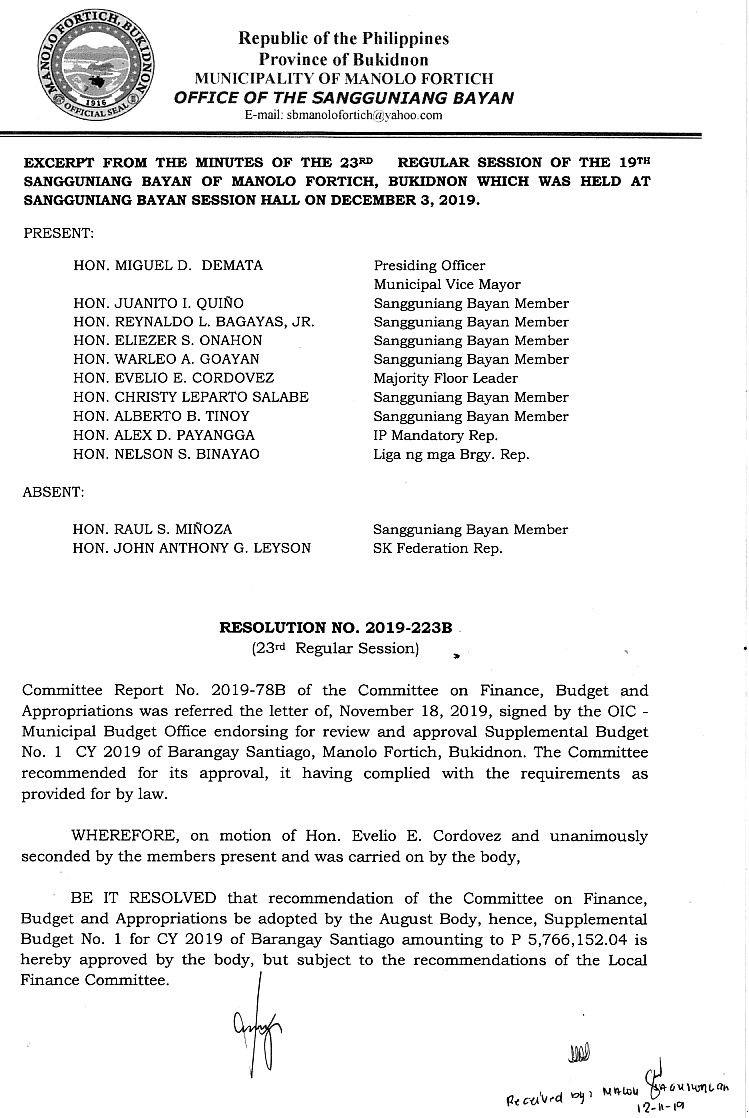 MANOLO FORTICH, BUKIDNON
1916
OFFICIAL SEAL
Republic of the Philippines
Province of Bukidnon
MUNICIPALITY OF MANOLO FORTICH
OFFICE OF THE SANGGUNIANG BAYAN
E-mail: sbmanolofortich@yahoo.com
EXCERPT FROM THE MINUTES OF THE 23RD REGULAR SESSION OF THE 19TH
SANGGUNIANG BAYAN OF MANOLO FORTICH, BUKIDNON WHICH WAS HELD AT
SANGGUNIANG BAYAN SESSION HALL ON DECEMBER 3, 2019.
PRESENT:
HON. MIGUEL D. DEMATA Presiding Officer
Municipal Vice Mayor
HON. JUANITO I. QUIÑO Sangguniang Bayan Member
HON. REYNALDO L. BAGAYAS, JR. Sangguniang Bayan Member
HON. ELIEZER S. ONAHON Sangguniang Bayan Member
HON. WARLEO A. GOAYAN Sangguniang Bayan Member
HON. EVELIO E. CORDOVEZ Majority Floor Leader
HON. CHRISTY LEPARTO SALABE Sangguniang Bayan Member
HON. ALBERTO B. TINOY Sangguniang Bayan Member
HON. ALEX D. PAYANGGA IP Mandatory Rep.
HON. NELSON S. BINAYAO Liga ng mga Brgy. Rep.
ABSENT:
HON. RAUL S. MIÑOZA Sangguniang Bayan Member
HON. JOHN ANTHONY G. LEYSON SK Federation Rep.
RESOLUTION NO. 2019-223B
(23rd Regular Session)
Committee Report No. 2019-78B of the Committee on Finance, Budget and
Appropriations was referred the letter of, November 18, 2019, signed by the OIC -
Municipal Budget Office endorsing for review and approval Supplemental Budget
No. 1 CY 2019 of Barangay Santiago, Manolo Fortich, Bukidnon. The Committee
recommended for its approval, it having complied with the requirements as
provided for by law.
WHEREFORE, on motion of Hon. Evelio E. Cordovez and unanimously
seconded by the members present and was carried on by the body,
BE IT RESOLVED that recommendation of the Committee on Finance,
Budget and Appropriations be adopted by the August Body, hence, Supplemental
Budget No. 1 for CY 2019 of Barangay Santiago amounting to P 5,766,152.04 is
hereby approved by the body, but subject to the recommendations of the Local
Finance Committee.
Received by: MALOU
12-11-19